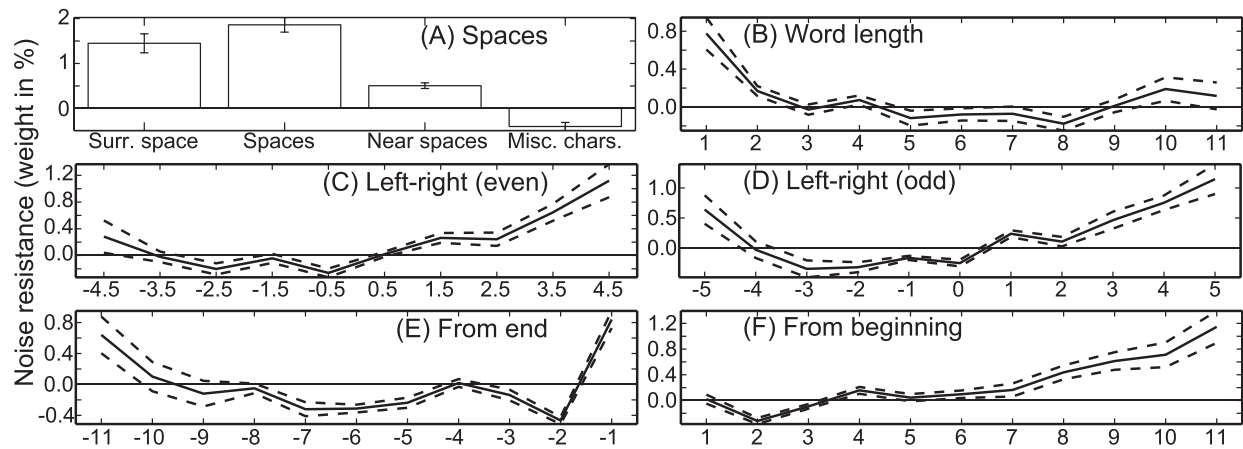 Noise resistance (weight in %)
2
1
0
(A) Spaces
Surr. space Spaces Near spaces Misc. chars.
0.8
0.4
0.0
(B) Word length
1 2 3 4 5 6 7 8 9 10 11
1.2
0.8
0.4
0.0
(C) Left-right (even)
-4.5 -3.5 -2.5 -1.5 -0.5 0.5 1.5 2.5 3.5 4.5
1.0
0.5
0.0
(D) Left-right (odd)
-5 -4 -3 -2 -1 0 1 2 3 4 5
0.8
0.4
0.0
-0.4
(E) From end
-11 -10 -9 -8 -7 -6 -5 -4 -3 -2 -1
1.2
0.8
0.4
0.0
(F) From beginning
1 2 3 4 5 6 7 8 9 10 11